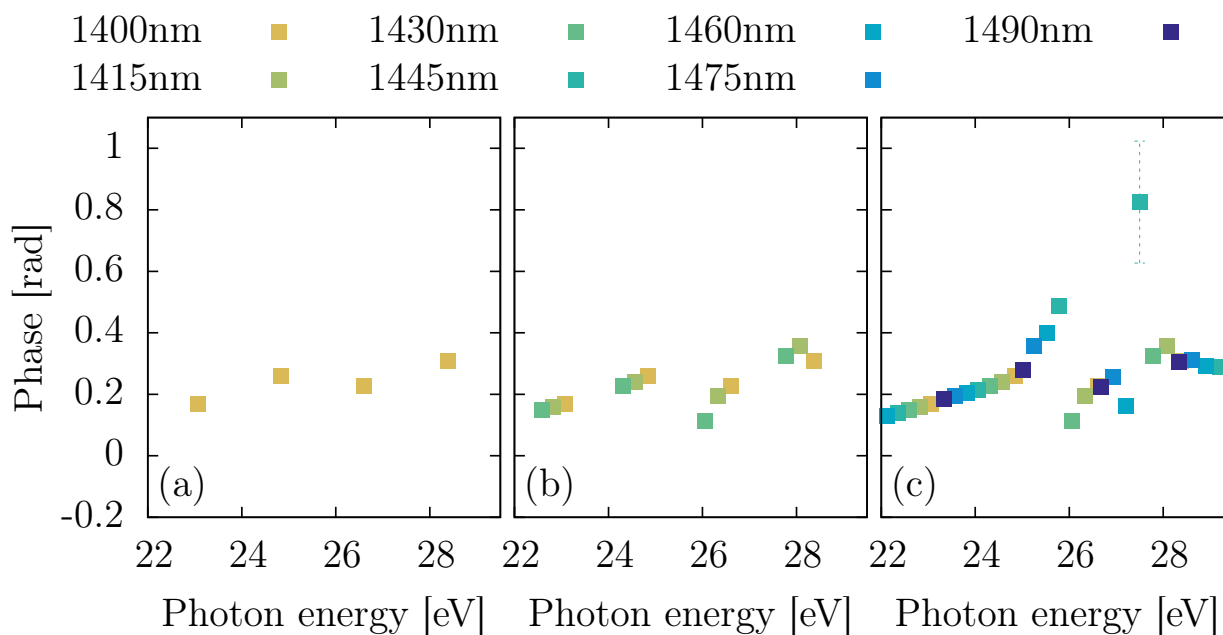 1400nm 1430nm 1460nm 1490nm
1415nm 1445nm 1475nm
1
0.8
0.6
0.4
0.2
0
-0.2
Phase [rad]
(a) (b) (c)
22 24 26 28 22 24 26 28 22 24 26 28
Photon energy [eV] Photon energy [eV] Photon energy [eV]